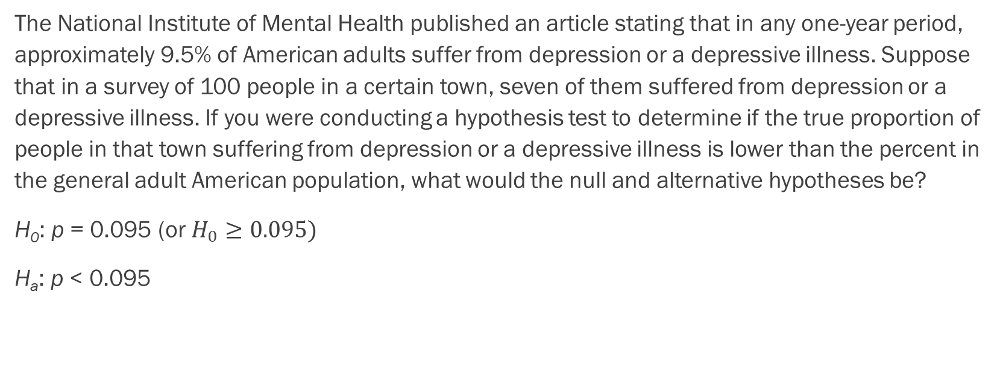 The National Institute of Mental Health published an article stating that in any one-year period,
approximately 9.5% of American adults suffer from depression or a depressive illness. Suppose
that in a survey of 100 people in a certain town, seven of them suffered from depression or a
depressive illness. If you were conducting a hypothesis test to determine if the true proportion of
people in that town suffering from depression or a depressive illness is lower than the percent in
the general adult American population, what would the null and alternative hypotheses be?
H₀: p = 0.095 (or H₀ ≥ 0.095)
Hₐ: p < 0.095